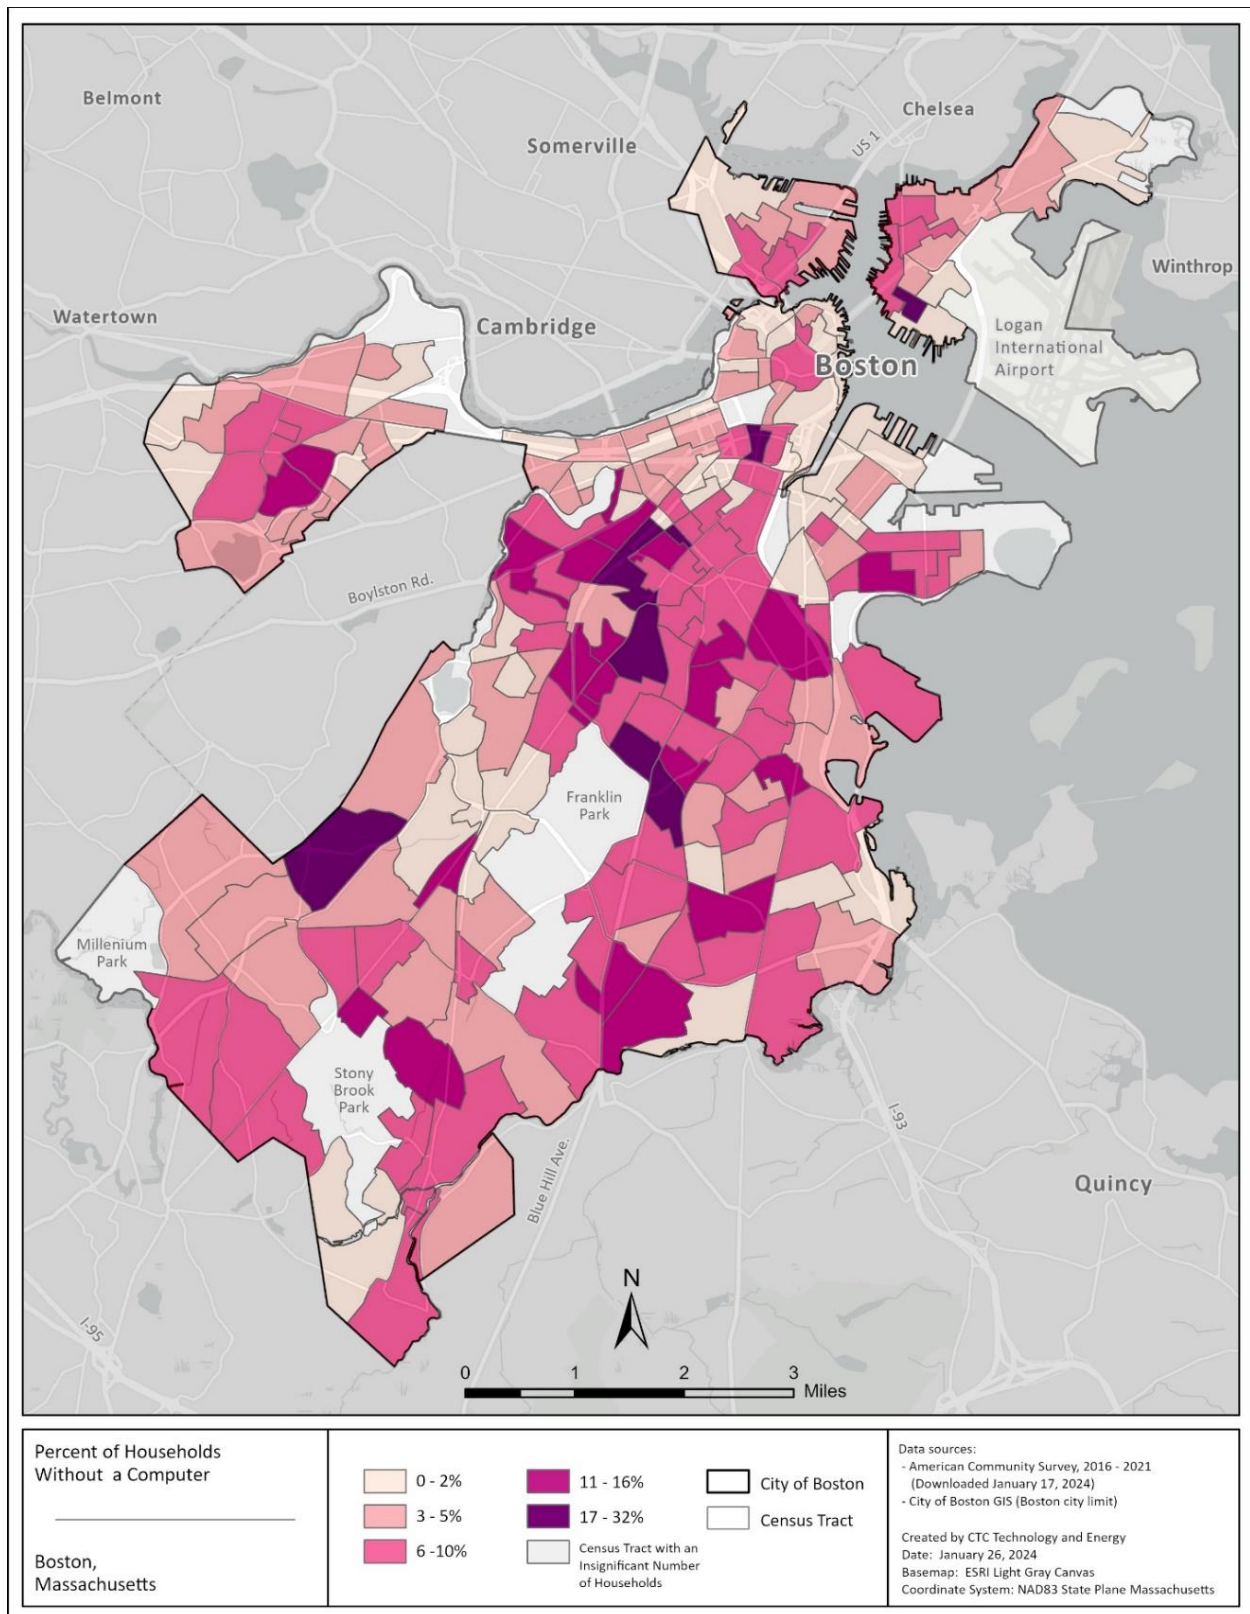 Belmont
Chelsea
Somerville
US 1
Winthrop
Watertown
Cambridge
Logan
International
Airport
Boston
Boylston Rd.
Franklin
Park
Millenium
Park
Stony
Brook
Park
I-93
Blue Hill Ave.
Quincy
I-95
N
0 1 2 3
Miles
Percent of Households
Without a Computer
Boston,
Massachusetts
0 - 2%
3 - 5%
6 -10%
11 - 16%
17 - 32%
Census Tract with an
Insignificant Number
of Households
City of Boston
Census Tract
Data sources:
- American Community Survey, 2016 - 2021
(Downloaded January 17, 2024)
- City of Boston GIS (Boston city limit)
Created by CTC Technology and Energy
Date: January 26, 2024
Basemap: ESRI Light Gray Canvas
Coordinate System: NAD83 State Plane Massachusetts